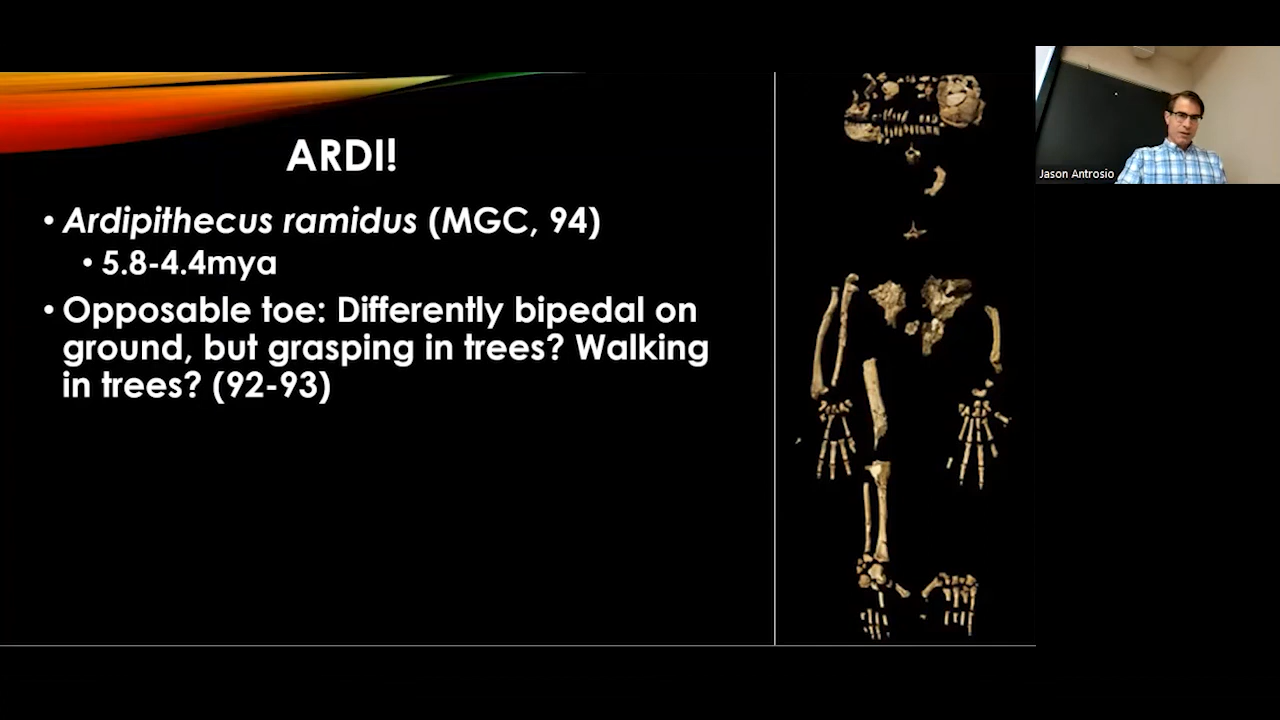 ARDI!
• Ardipithecus ramidus (MGC, 94)
• 5.8-4.4mya
• Opposable toe: Differently bipedal on
ground, but grasping in trees? Walking
in trees? (92-93)
Jason Antrosio